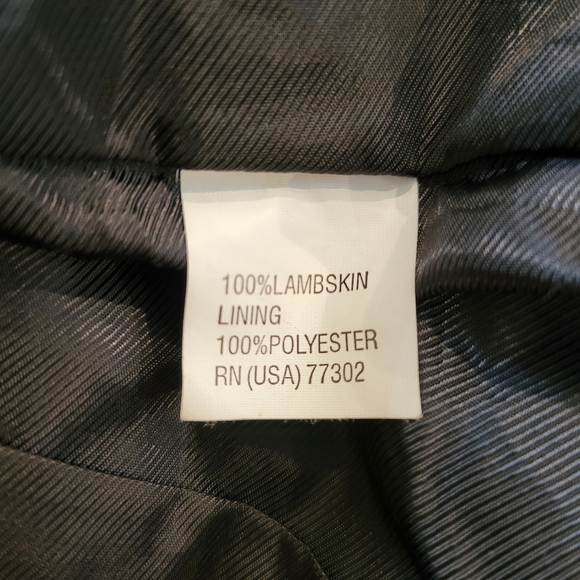 100%LAMBSKIN
LINING
100%POLYESTER
RN (USA) 77302